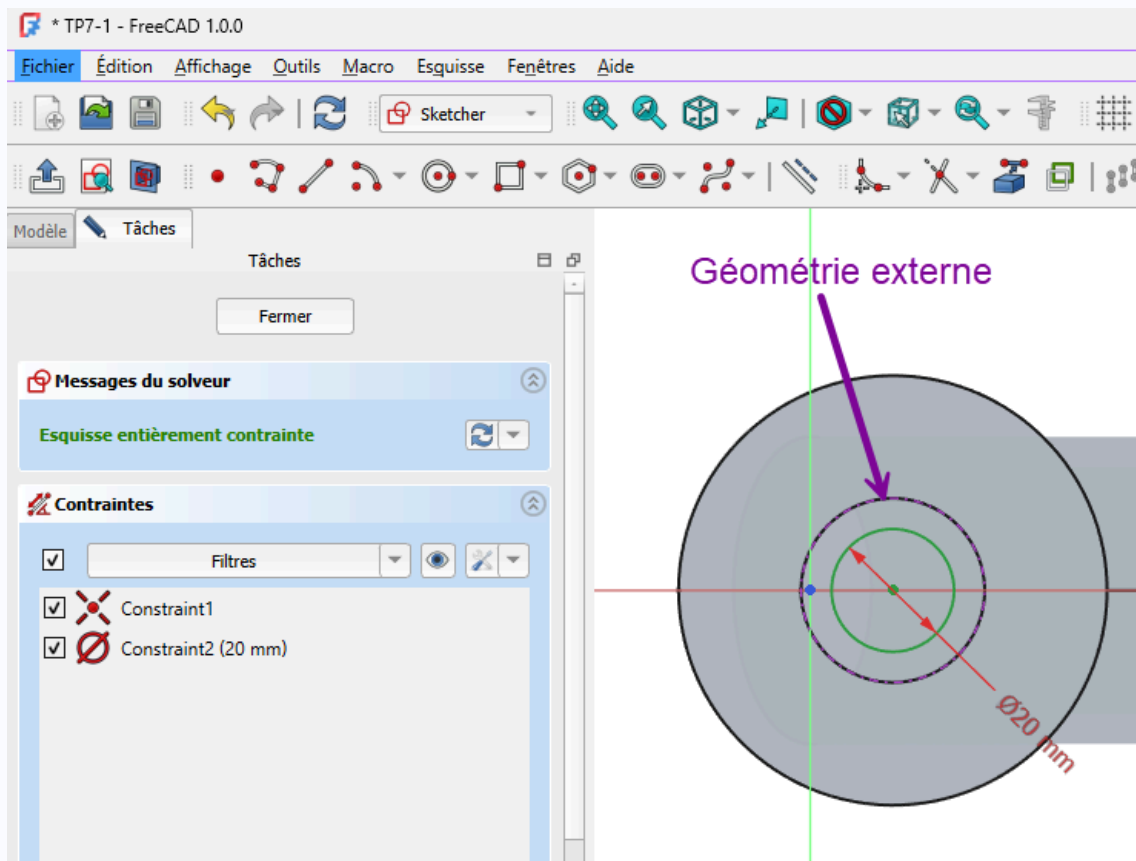 * TP7-1 - FreeCAD 1.0.0
Fichier Édition Affichage Outils Macro Esquisse Fenêtres Aide
Sketcher
Modèle Tâches
Tâches
Fermer
Messages du solveur
Esquisse entièrement contrainte
Contraintes
Filtres
Constraint1
Constraint2 (20 mm)
Géométrie externe
Ø20 mm